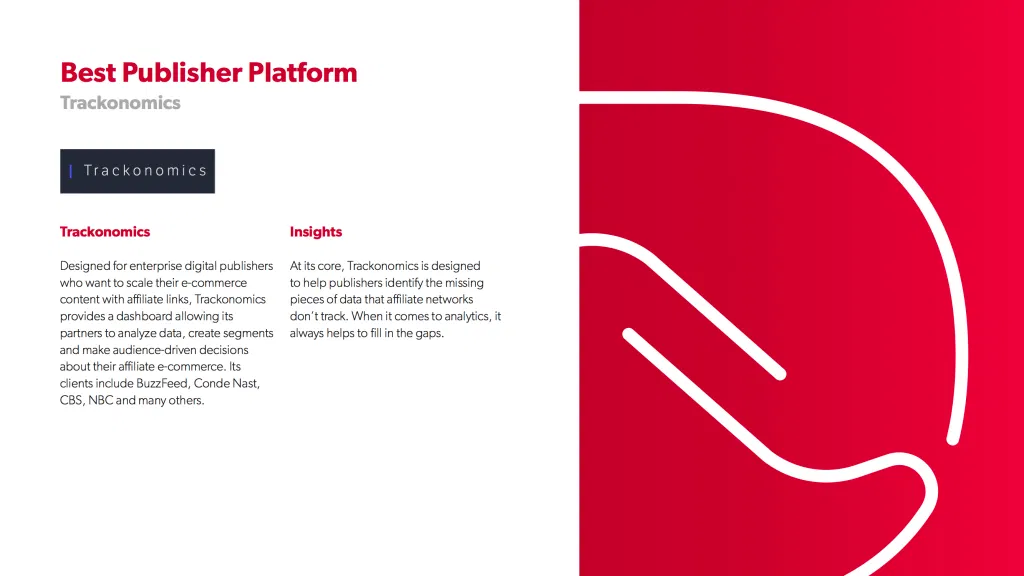 Best Publisher Platform
Trackonomics
| Trackonomics
Trackonomics
Designed for enterprise digital publishers
who want to scale their e-commerce
content with affiliate links, Trackonomics
provides a dashboard allowing its
partners to analyze data, create segments
and make audience-driven decisions
about their affiliate e-commerce. Its
clients include BuzzFeed, Conde Nast,
CBS, NBC and many others.
Insights
At its core, Trackonomics is designed
to help publishers identify the missing
pieces of data that affiliate networks
don’t track. When it comes to analytics, it
always helps to fill in the gaps.